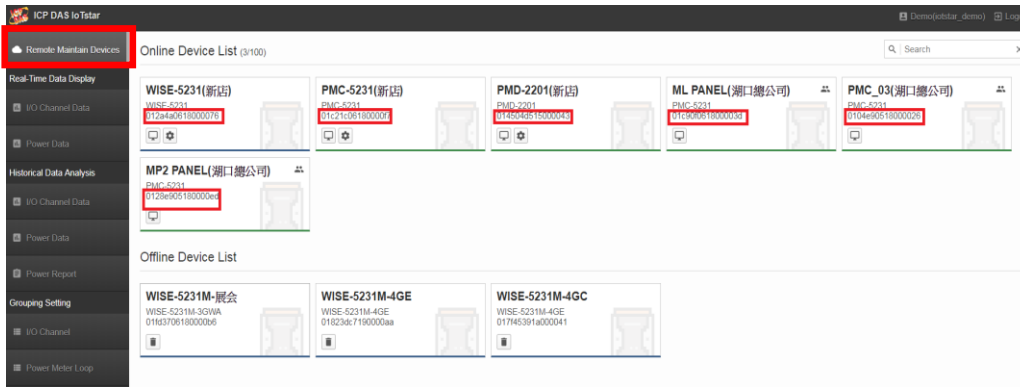 ICP DAS IoTstar
Demo(iotstar_demo)
Remote Maintain Devices
Online Device List (3/100)
Search
Real-Time Data Display
I/O Channel Data
Power Data
Historical Data Analysis
I/O Channel Data
Power Data
Power Report
Grouping Setting
I/O Channel
Power Meter Loop
WISE-5231(新店)
WISE-5231
012a4a0618000076
PMC-5231(新店)
PMC-5231
01c21c06180000f7
PMD-2201(新店)
PMD-2201
014504d515000043
ML PANEL(湖口總公司)
PMC-5231
01c90f061800003d
PMC_03(湖口總公司)
PMC-5231
0104e90518000026
MP2 PANEL(湖口總公司)
PMC-5231
0128e905180000ed
Offline Device List
WISE-5231M-展会
WISE-5231M-3GWA
01fd3706180000b6
WISE-5231M-4GE
WISE-5231M-4GE
01823dc7190000aa
WISE-5231M-4GC
WISE-5231M-4GE
017f45391a000041